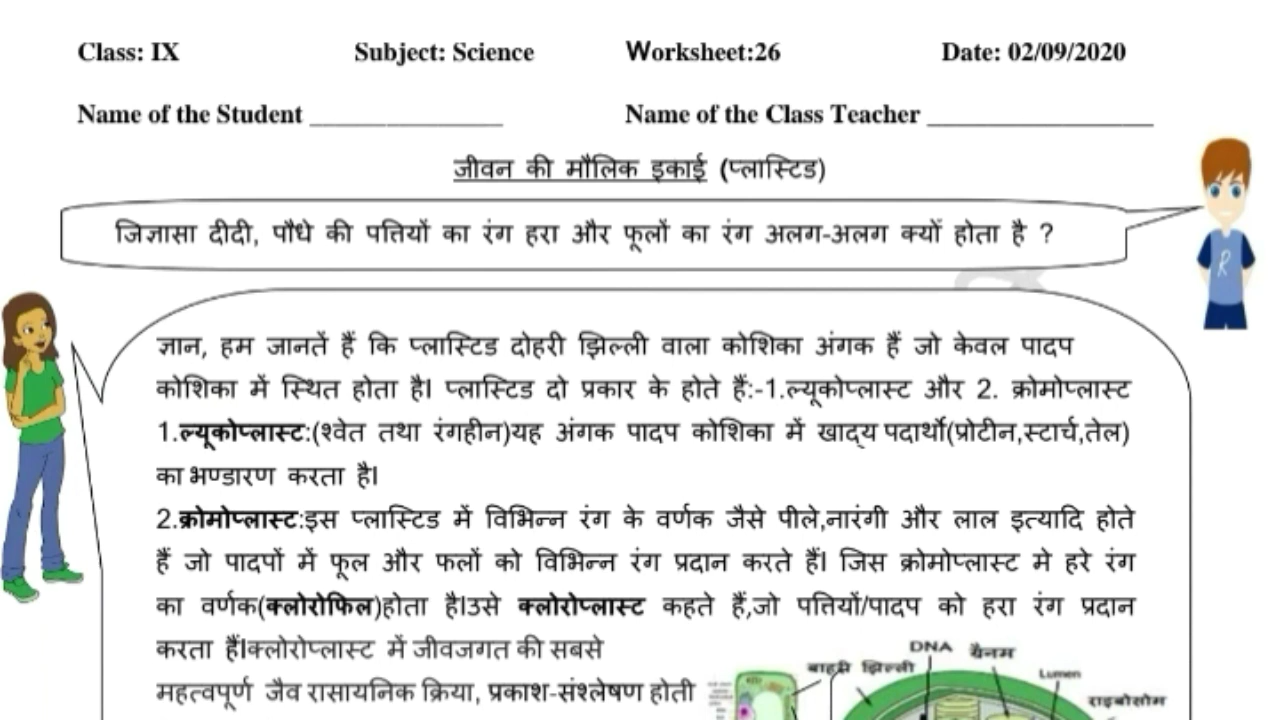 Class: IX Subject: Science Worksheet:26 Date: 02/09/2020
Name of the Student _______________ Name of the Class Teacher __________________
जीवन की मौलिक इकाई (प्लास्टिड)
जिज्ञासा दीदी, पौधे की पत्तियों का रंग हरा और फूलों का रंग अलग-अलग क्यों होता है ?
R
ज्ञान, हम जानतें हैं कि प्लास्टिड दोहरी झिल्ली वाला कोशिका अंगक हैं जो केवल पादप
कोशिका में स्थित होता है। प्लास्टिड दो प्रकार के होते हैं:-1.ल्यूकोप्लास्ट और 2. क्रोमोप्लास्ट
1.ल्यूकोप्लास्ट:(श्वेत तथा रंगहीन)यह अंगक पादप कोशिका में खाद्य पदार्थो(प्रोटीन,स्टार्च,तेल)
का भण्डारण करता है।
2.क्रोमोप्लास्ट:इस प्लास्टिड में विभिन्न रंग के वर्णक जैसे पीले,नारंगी और लाल इत्यादि होते
हैं जो पादपों में फूल और फलों को विभिन्न रंग प्रदान करते हैं। जिस क्रोमोप्लास्ट मे हरे रंग
का वर्णक(क्लोरोफिल)होता है।उसे क्लोरोप्लास्ट कहते हैं,जो पत्तियों/पादप को हरा रंग प्रदान
करता हैं।क्लोरोप्लास्ट में जीवजगत की सबसे
महत्वपूर्ण जैव रासायनिक क्रिया, प्रकाश-संश्लेषण होती
DNA थैनम
बाहरी झिल्ली Lumen
राइबोसोम